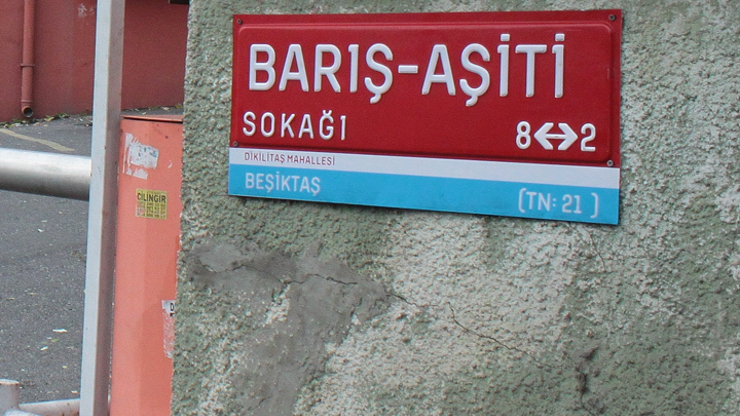 BARIŞ-AŞİTİ
SOKAĞI 8↔2
DİKİLİTAŞ MAHALLESİ
BEŞİKTAŞ (TN: 21 )
ÇİLİNGİR